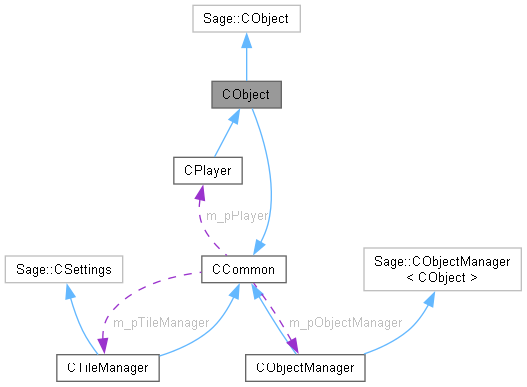 Sage::CObject
CObject
CPlayer
m_pPlayer
Sage::CSettings
CCommon
Sage::CObjectManager
< CObject >
m_pTileManager
m_pObjectManager
CTileManager
CObjectManager